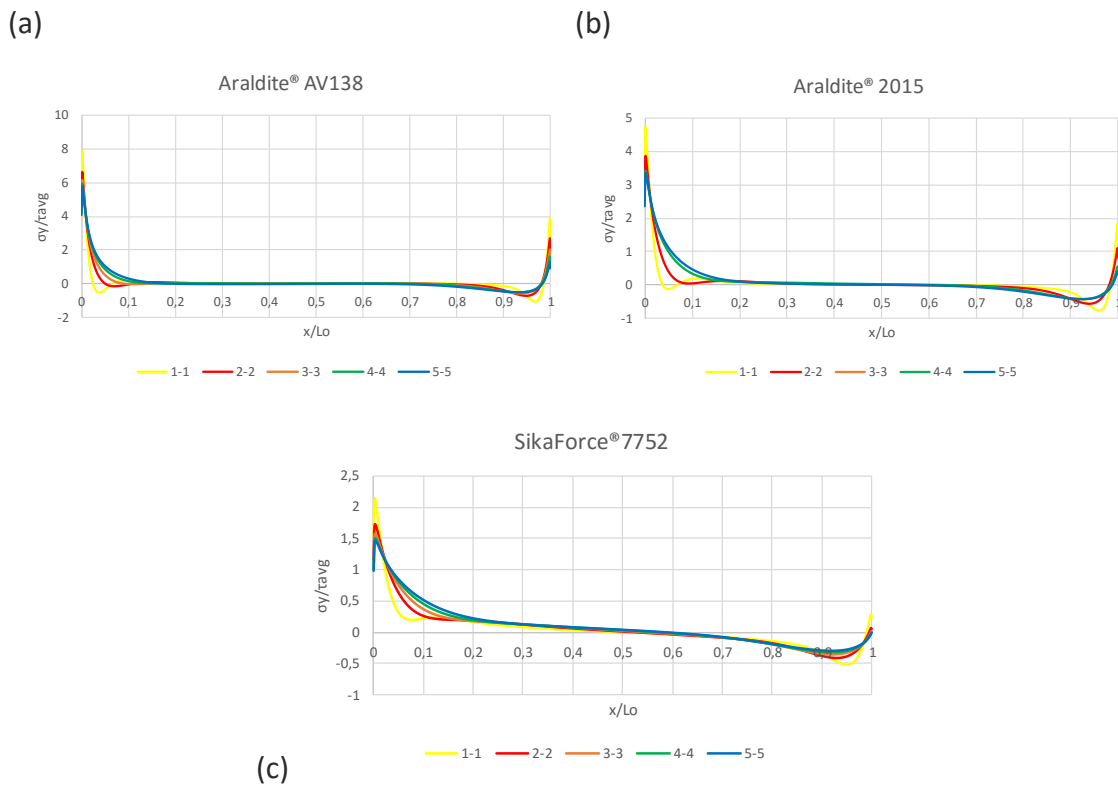 (a)
(b)
Araldite® AV138
10
8
6
4
2
0
-2
0 0,1 0,2 0,3 0,4 0,5 0,6 0,7 0,8 0,9 1
σy/τavg
x/Lo
1-1 2-2 3-3 4-4 5-5
Araldite® 2015
5
4
3
2
1
0
-1
0 0,1 0,2 0,3 0,4 0,5 0,6 0,7 0,8 0,9 1
σy/τavg
x/Lo
1-1 2-2 3-3 4-4 5-5
SikaForce®7752
2,5
2
1,5
1
0,5
0
-0,5
-1
0 0,1 0,2 0,3 0,4 0,5 0,6 0,7 0,8 0,9 1
σy/τavg
x/Lo
1-1 2-2 3-3 4-4 5-5
(c)